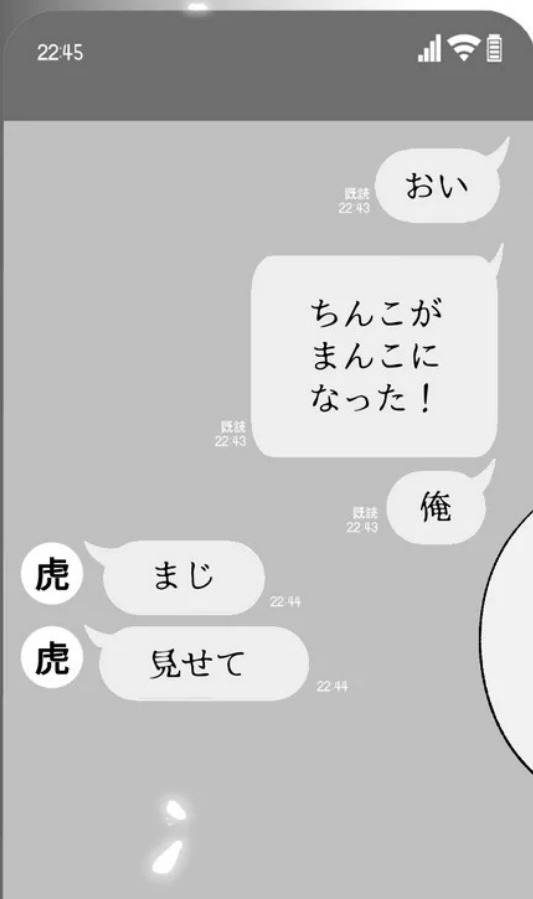 22:45
おい
既読
22:43
ちんこが
まんこに
なった！
既読
22:43
俺
既読
22:43
虎
まじ
22:44
虎
見せて
22:44